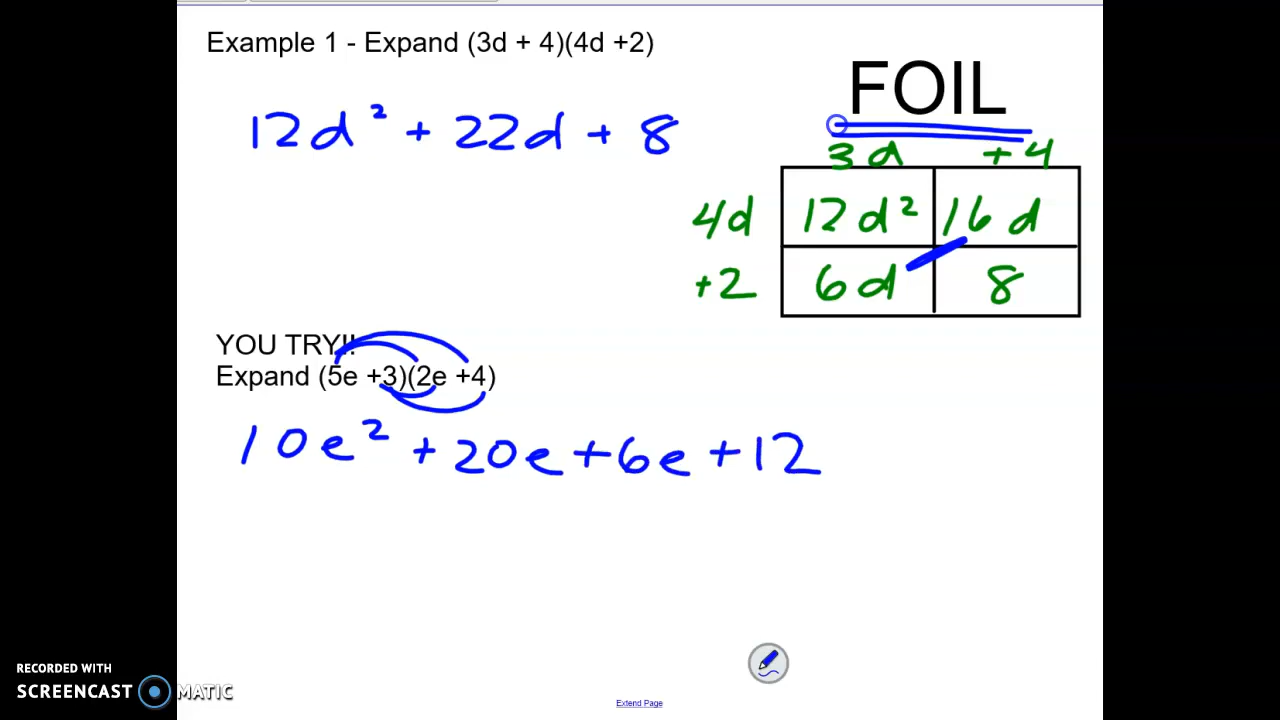 Example 1 - Expand (3d + 4)(4d +2)
FOIL
12d² + 22d + 8
3d +4
4d 12d² 16d
+2 6d 8
YOU TRY!!
Expand (5e +3)(2e +4)
10e² + 20e + 6e + 12
RECORDED WITH
SCREENCAST MATIC
Extend Page